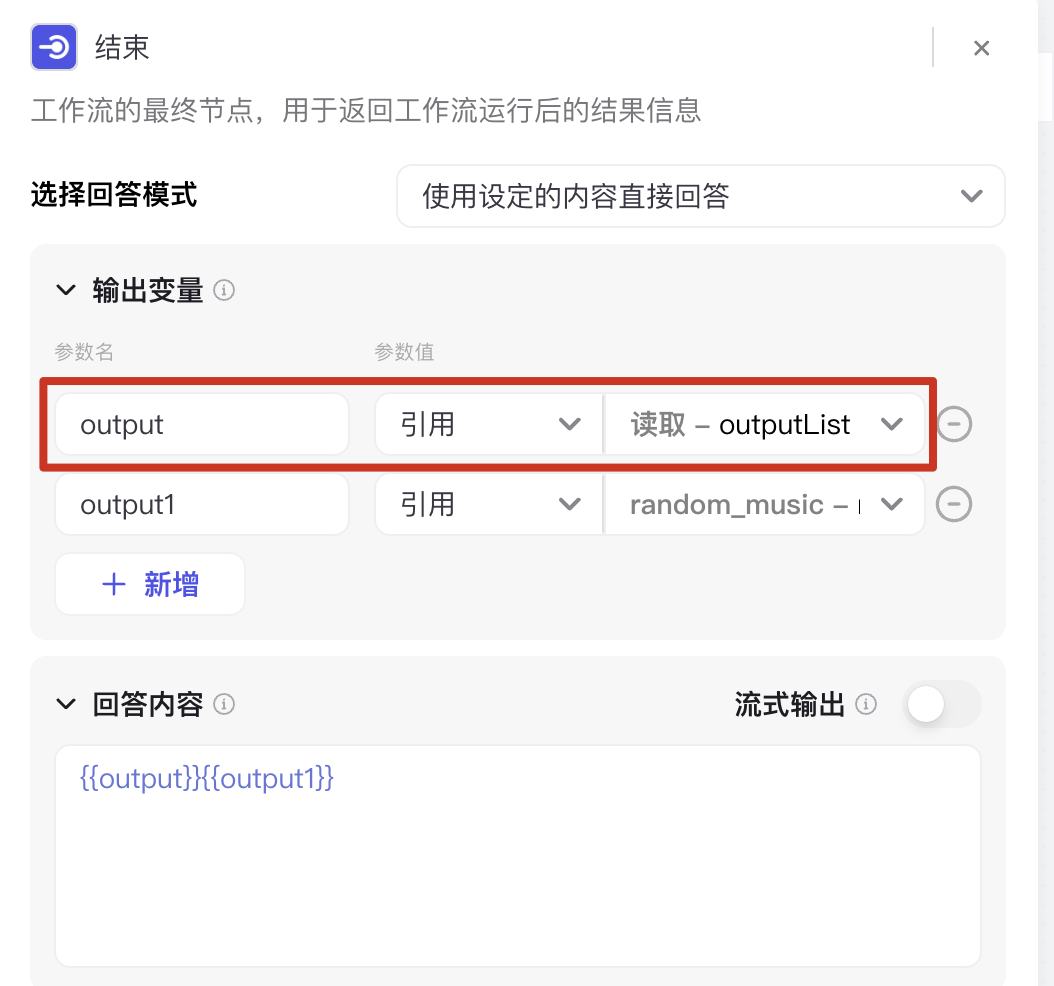 结束
工作流的最终节点，用于返回工作流运行后的结果信息
选择回答模式 使用设定的内容直接回答
输出变量
参数名 参数值
output 引用 读取 – outputList
output1 引用 random_music –
+ 新增
回答内容 流式输出
{{output}}{{output1}}